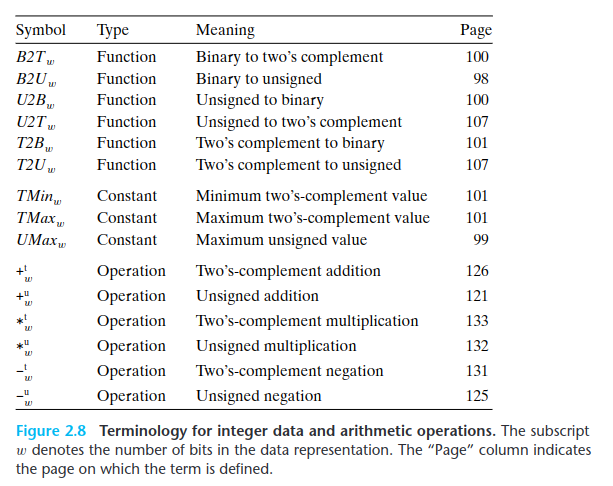 Symbol Type Meaning Page
B2T_w Function Binary to two’s complement 100
B2U_w Function Binary to unsigned 98
U2B_w Function Unsigned to binary 100
U2T_w Function Unsigned to two’s complement 107
T2B_w Function Two’s complement to binary 101
T2U_w Function Two’s complement to unsigned 107
TMin_w Constant Minimum two’s-complement value 101
TMax_w Constant Maximum two’s-complement value 101
UMax_w Constant Maximum unsigned value 99
+^t_w Operation Two’s-complement addition 126
+^u_w Operation Unsigned addition 121
*^t_w Operation Two’s-complement multiplication 133
*^u_w Operation Unsigned multiplication 132
-^t_w Operation Two’s-complement negation 131
-^u_w Operation Unsigned negation 125
Figure 2.8 Terminology for integer data and arithmetic operations. The subscript
w denotes the number of bits in the data representation. The “Page” column indicates
the page on which the term is defined.